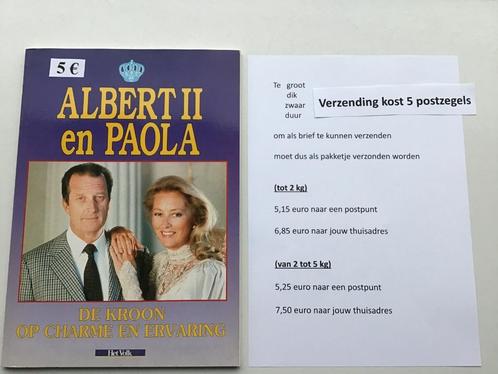 5 €
ALBERT II
en PAOLA
DE KROON
OP CHARME EN ERVARING
Het Volk
Te groot
dik
zwaar
duur
Verzending kost 5 postzegels
om als brief te kunnen verzenden
moet dus als pakketje verzonden worden
(tot 2 kg)
5,15 euro naar een postpunt
6,85 euro naar jouw thuisadres
(van 2 tot 5 kg)
5,25 euro naar een postpunt
7,50 euro naar jouw thuisadres